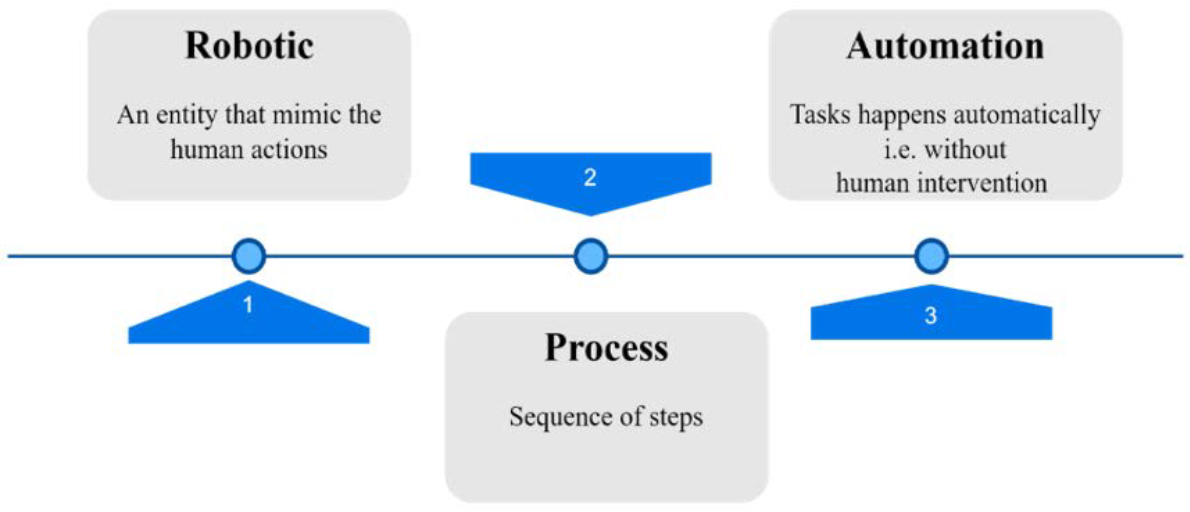 Robotic
An entity that mimic the
human actions
1
2
Process
Sequence of steps
Automation
Tasks happens automatically
i.e. without
human intervention
3